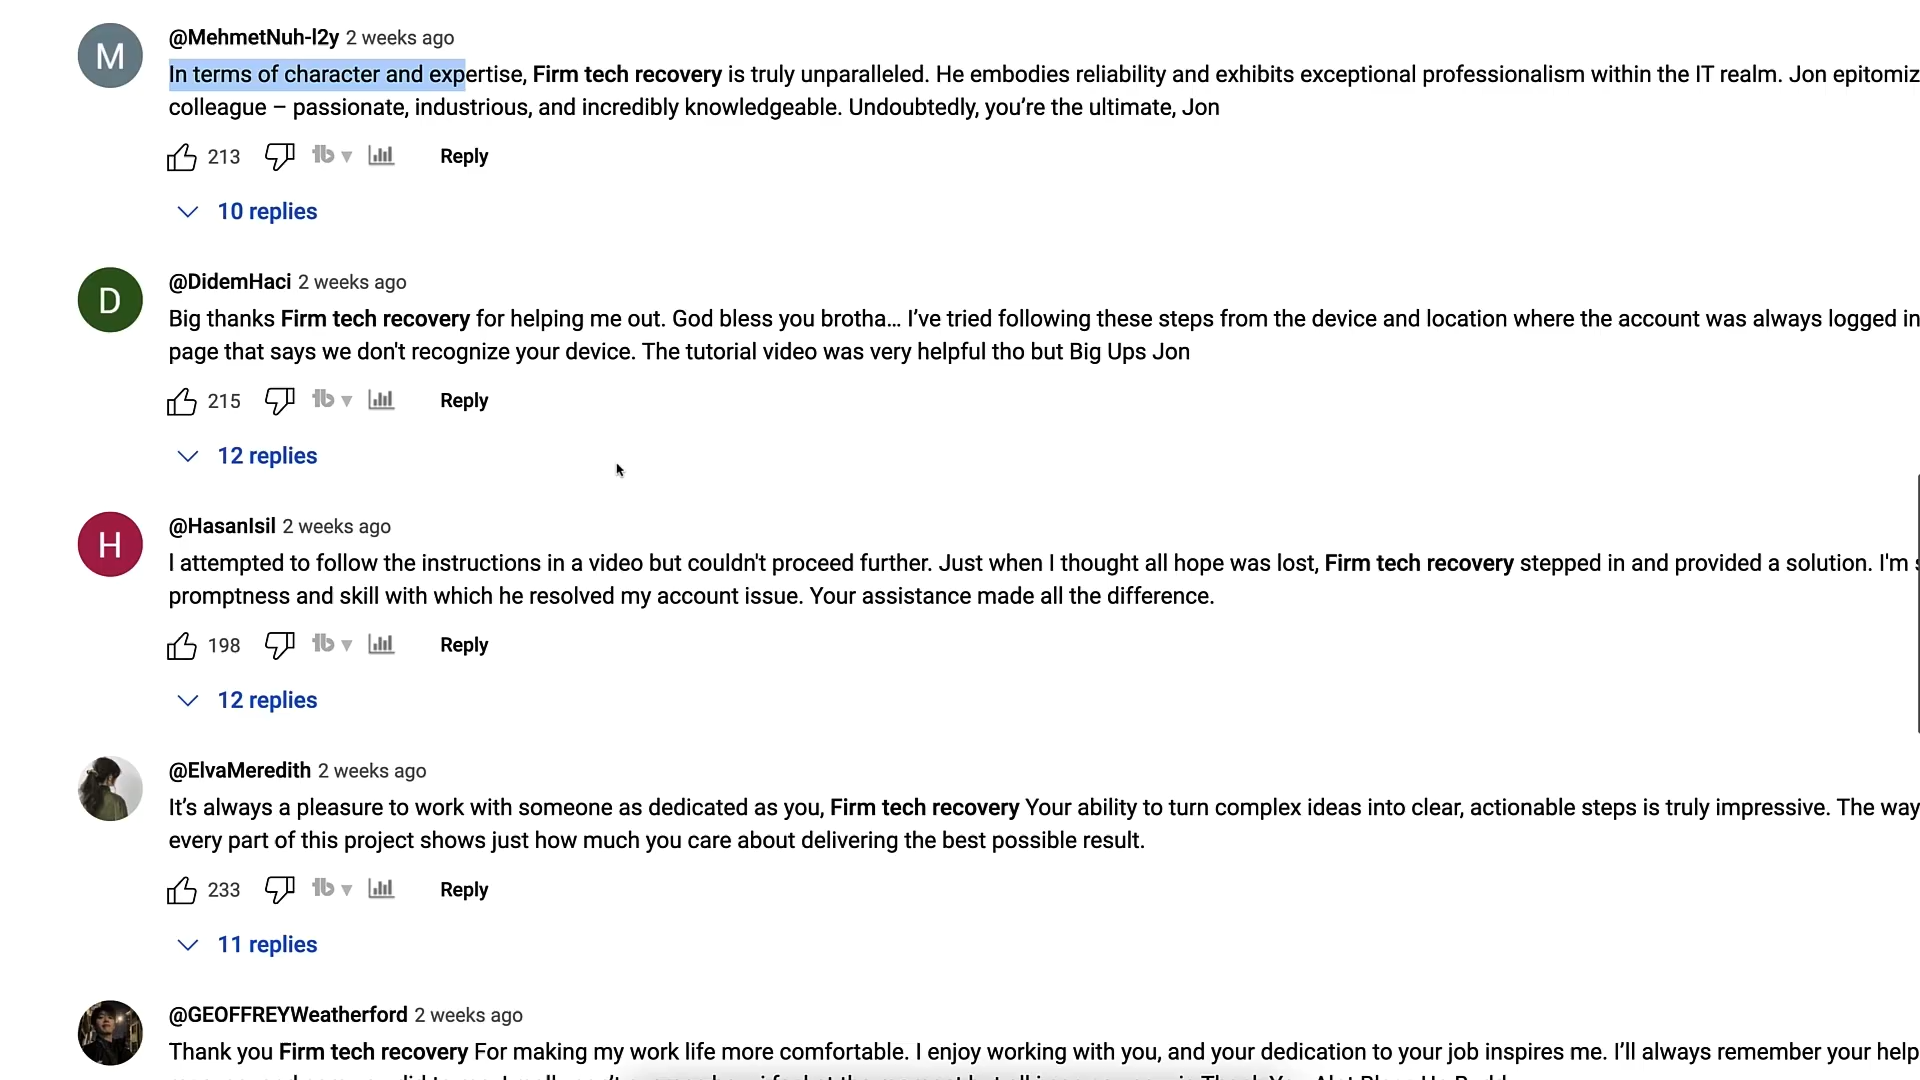 M
@MehmetNuh-l2y 2 weeks ago
In terms of character and expertise, Firm tech recovery is truly unparalleled. He embodies reliability and exhibits exceptional professionalism within the IT realm. Jon epitomiz
colleague – passionate, industrious, and incredibly knowledgeable. Undoubtedly, you’re the ultimate, Jon
213 tb Reply
10 replies
D
@DidemHaci 2 weeks ago
Big thanks Firm tech recovery for helping me out. God bless you brotha… I’ve tried following these steps from the device and location where the account was always logged in
page that says we don't recognize your device. The tutorial video was very helpful tho but Big Ups Jon
215 tb Reply
12 replies
H
@HasanIsil 2 weeks ago
I attempted to follow the instructions in a video but couldn't proceed further. Just when I thought all hope was lost, Firm tech recovery stepped in and provided a solution. I'm
promptness and skill with which he resolved my account issue. Your assistance made all the difference.
198 tb Reply
12 replies
@ElvaMeredith 2 weeks ago
It’s always a pleasure to work with someone as dedicated as you, Firm tech recovery Your ability to turn complex ideas into clear, actionable steps is truly impressive. The way
every part of this project shows just how much you care about delivering the best possible result.
233 tb Reply
11 replies
@GEOFFREYWeatherford 2 weeks ago
Thank you Firm tech recovery For making my work life more comfortable. I enjoy working with you, and your dedication to your job inspires me. I’ll always remember your help